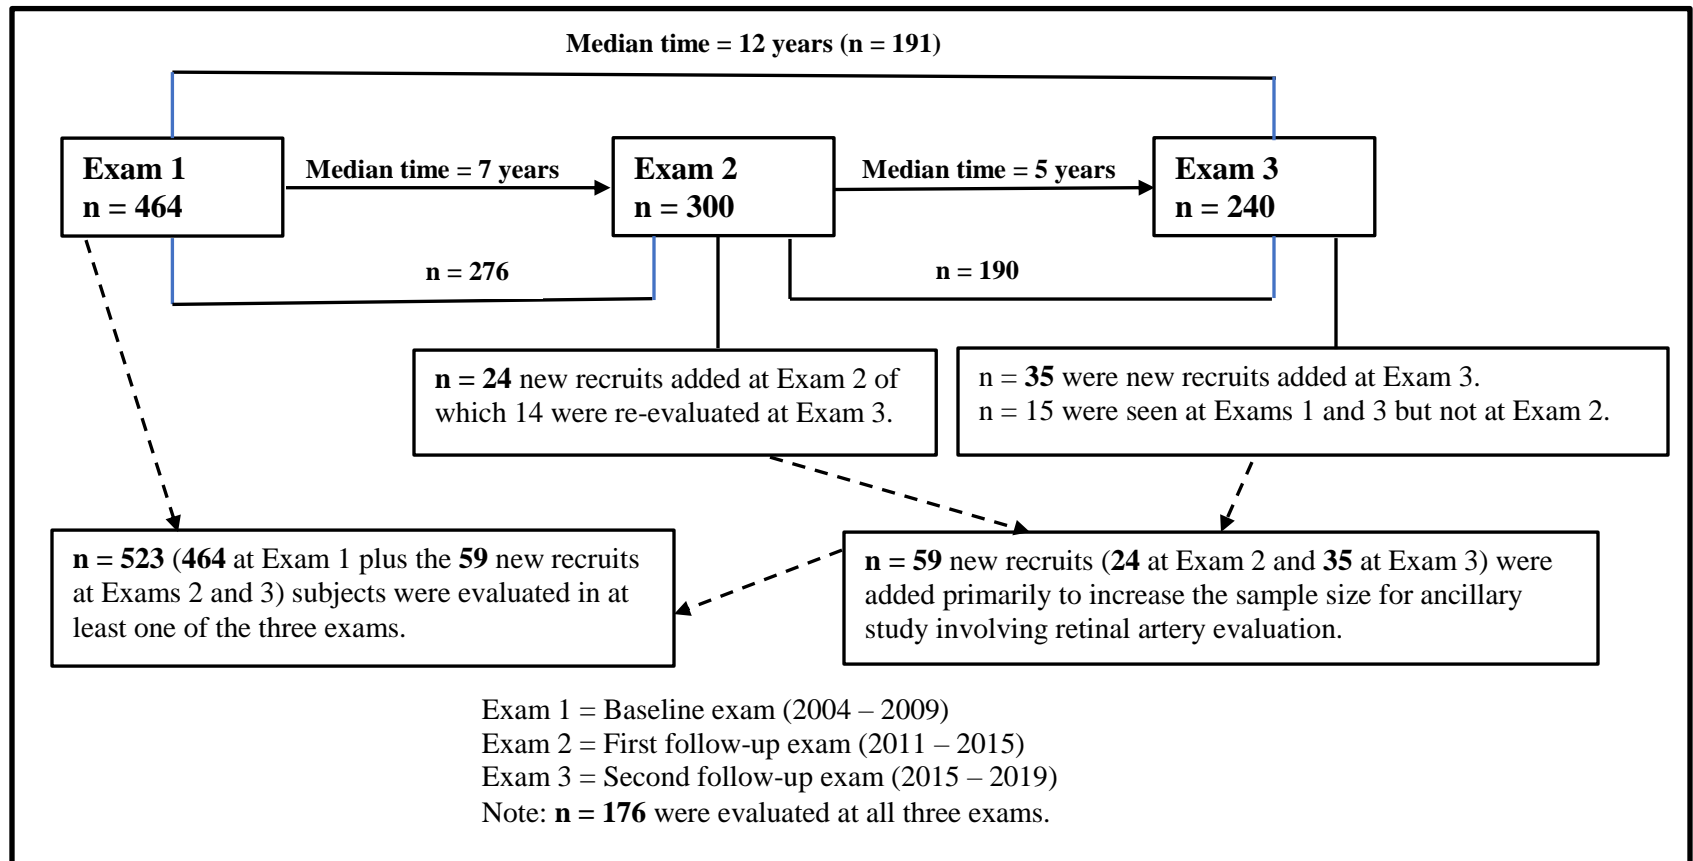 Median time = 12 years (n = 191)
Exam 1
n = 464
Median time = 7 years
Exam 2
n = 300
Median time = 5 years
Exam 3
n = 240
n = 276
n = 190
n = 24 new recruits added at Exam 2 of
which 14 were re-evaluated at Exam 3.
n = 35 were new recruits added at Exam 3.
n = 15 were seen at Exams 1 and 3 but not at Exam 2.
n = 523 (464 at Exam 1 plus the 59 new recruits
at Exams 2 and 3) subjects were evaluated in at
least one of the three exams.
n = 59 new recruits (24 at Exam 2 and 35 at Exam 3) were
added primarily to increase the sample size for ancillary
study involving retinal artery evaluation.
Exam 1 = Baseline exam (2004 – 2009)
Exam 2 = First follow-up exam (2011 – 2015)
Exam 3 = Second follow-up exam (2015 – 2019)
Note: n = 176 were evaluated at all three exams.